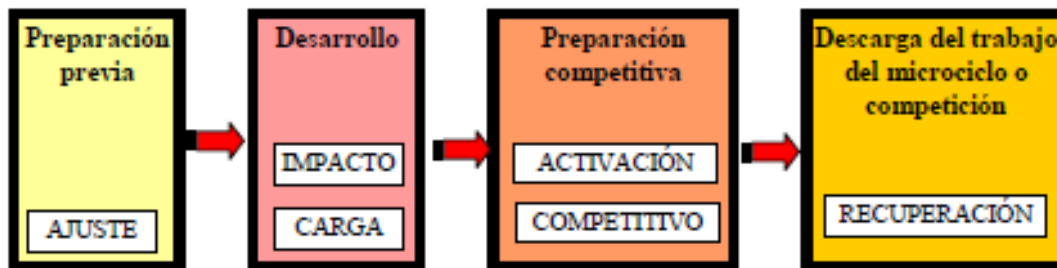 Preparación
previa
AJUSTE
Desarrollo
IMPACTO
CARGA
Preparación
competitiva
ACTIVACIÓN
COMPETITIVO
Descarga del trabajo
del microciclo o
competición
RECUPERACIÓN